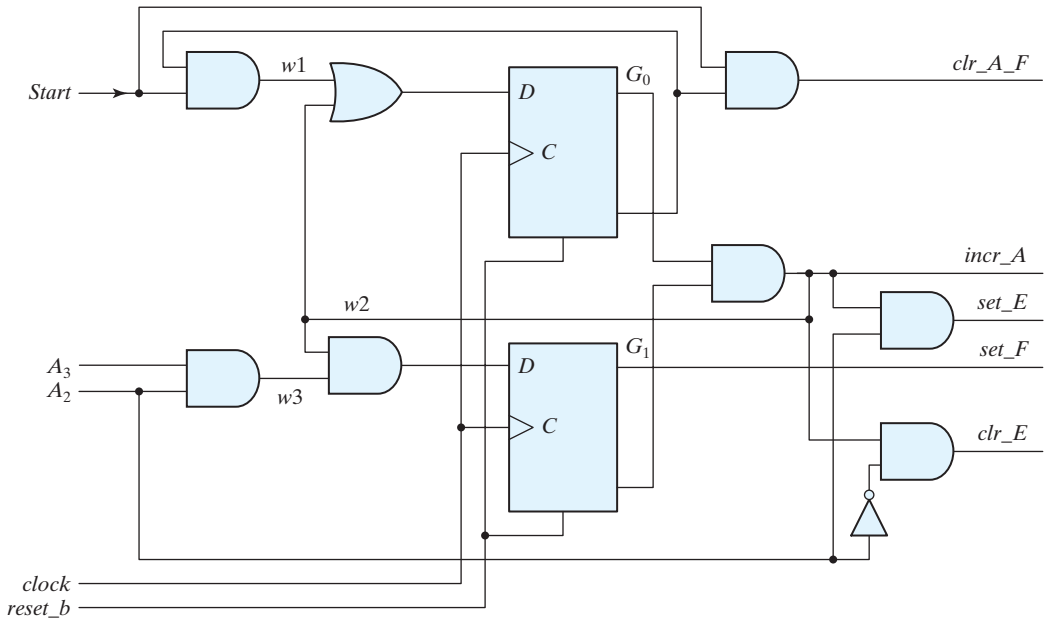 clr_A_F
w1
G0
Start
D
C
incr_A
set_E
w2
set_F
G1
A3
D
A2
w3
C
clr_E
clock
reset_b